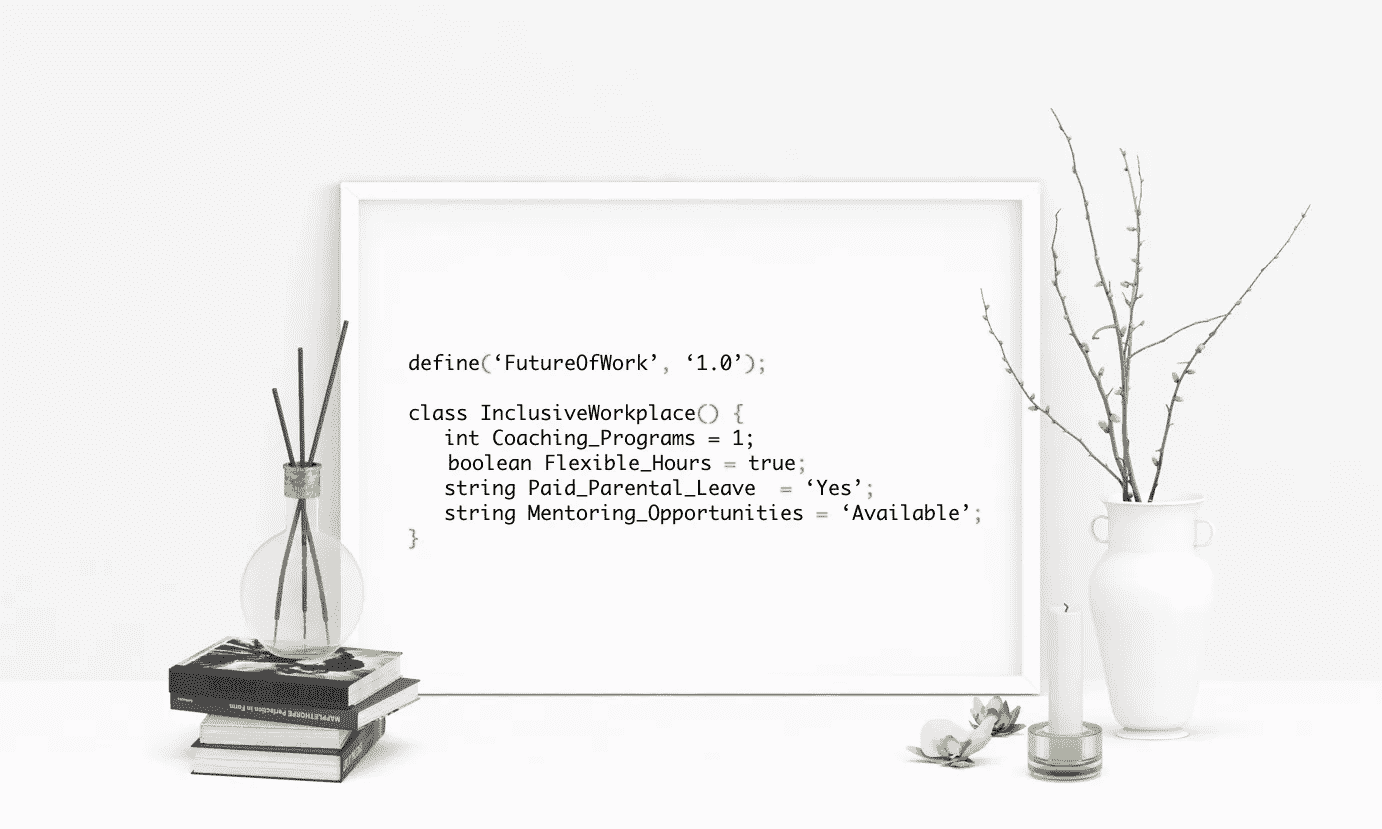 define(‘FutureOfWork’, ‘1.0’);
class InclusiveWorkplace() {
int Coaching_Programs = 1;
boolean Flexible_Hours = true;
string Paid_Parental_Leave  = ‘Yes’;
string Mentoring_Opportunities = ‘Available’;
}
MAPPLETHORPE Perfection in Form